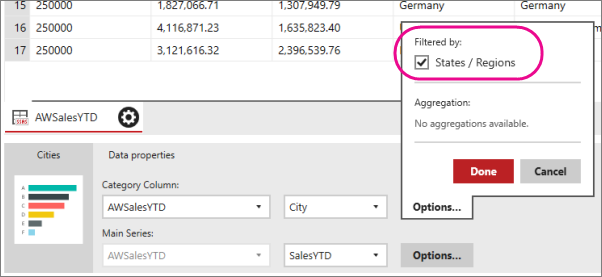 15 250000 1,827,066.71 1,307,949.79 Germany Germany
16 250000 4,116,871.23 1,635,823.40
17 250000 3,121,616.32 2,396,539.76
Filtered by:
States / Regions
Aggregation:
No aggregations available.
Done Cancel
AWSalesYTD
Cities
Data properties
A
B
C
D
E
F
Category Column:
AWSalesYTD City Options...
Main Series:
AWSalesYTD SalesYTD Options...